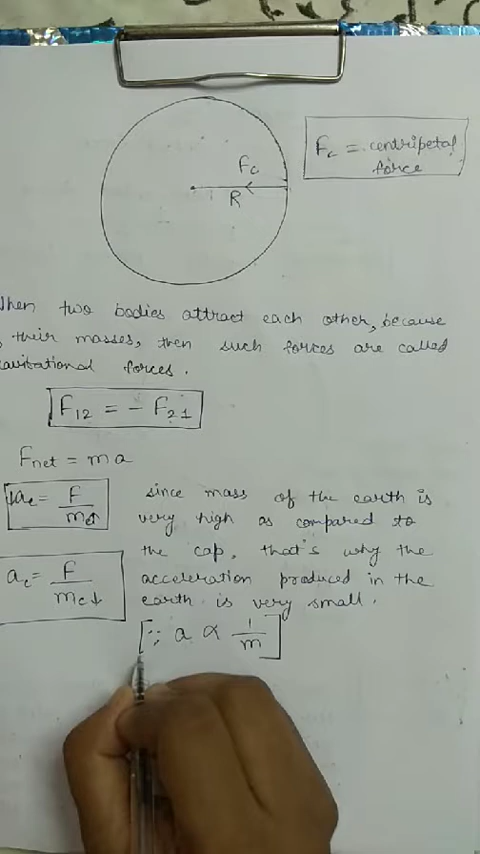 Fc = centripetal
force
Fc
R
When two bodies attract each other, because
their masses, then such forces are called
gravitational forces.
F12 = - F21
Fnet = ma
↓ae = F/me↑
since mass of the earth is
very high as compared to
the cap, that's why the
acceleration produced in the
earth is very small.
ac = F/mc↓
[∵ a ∝ 1/m]